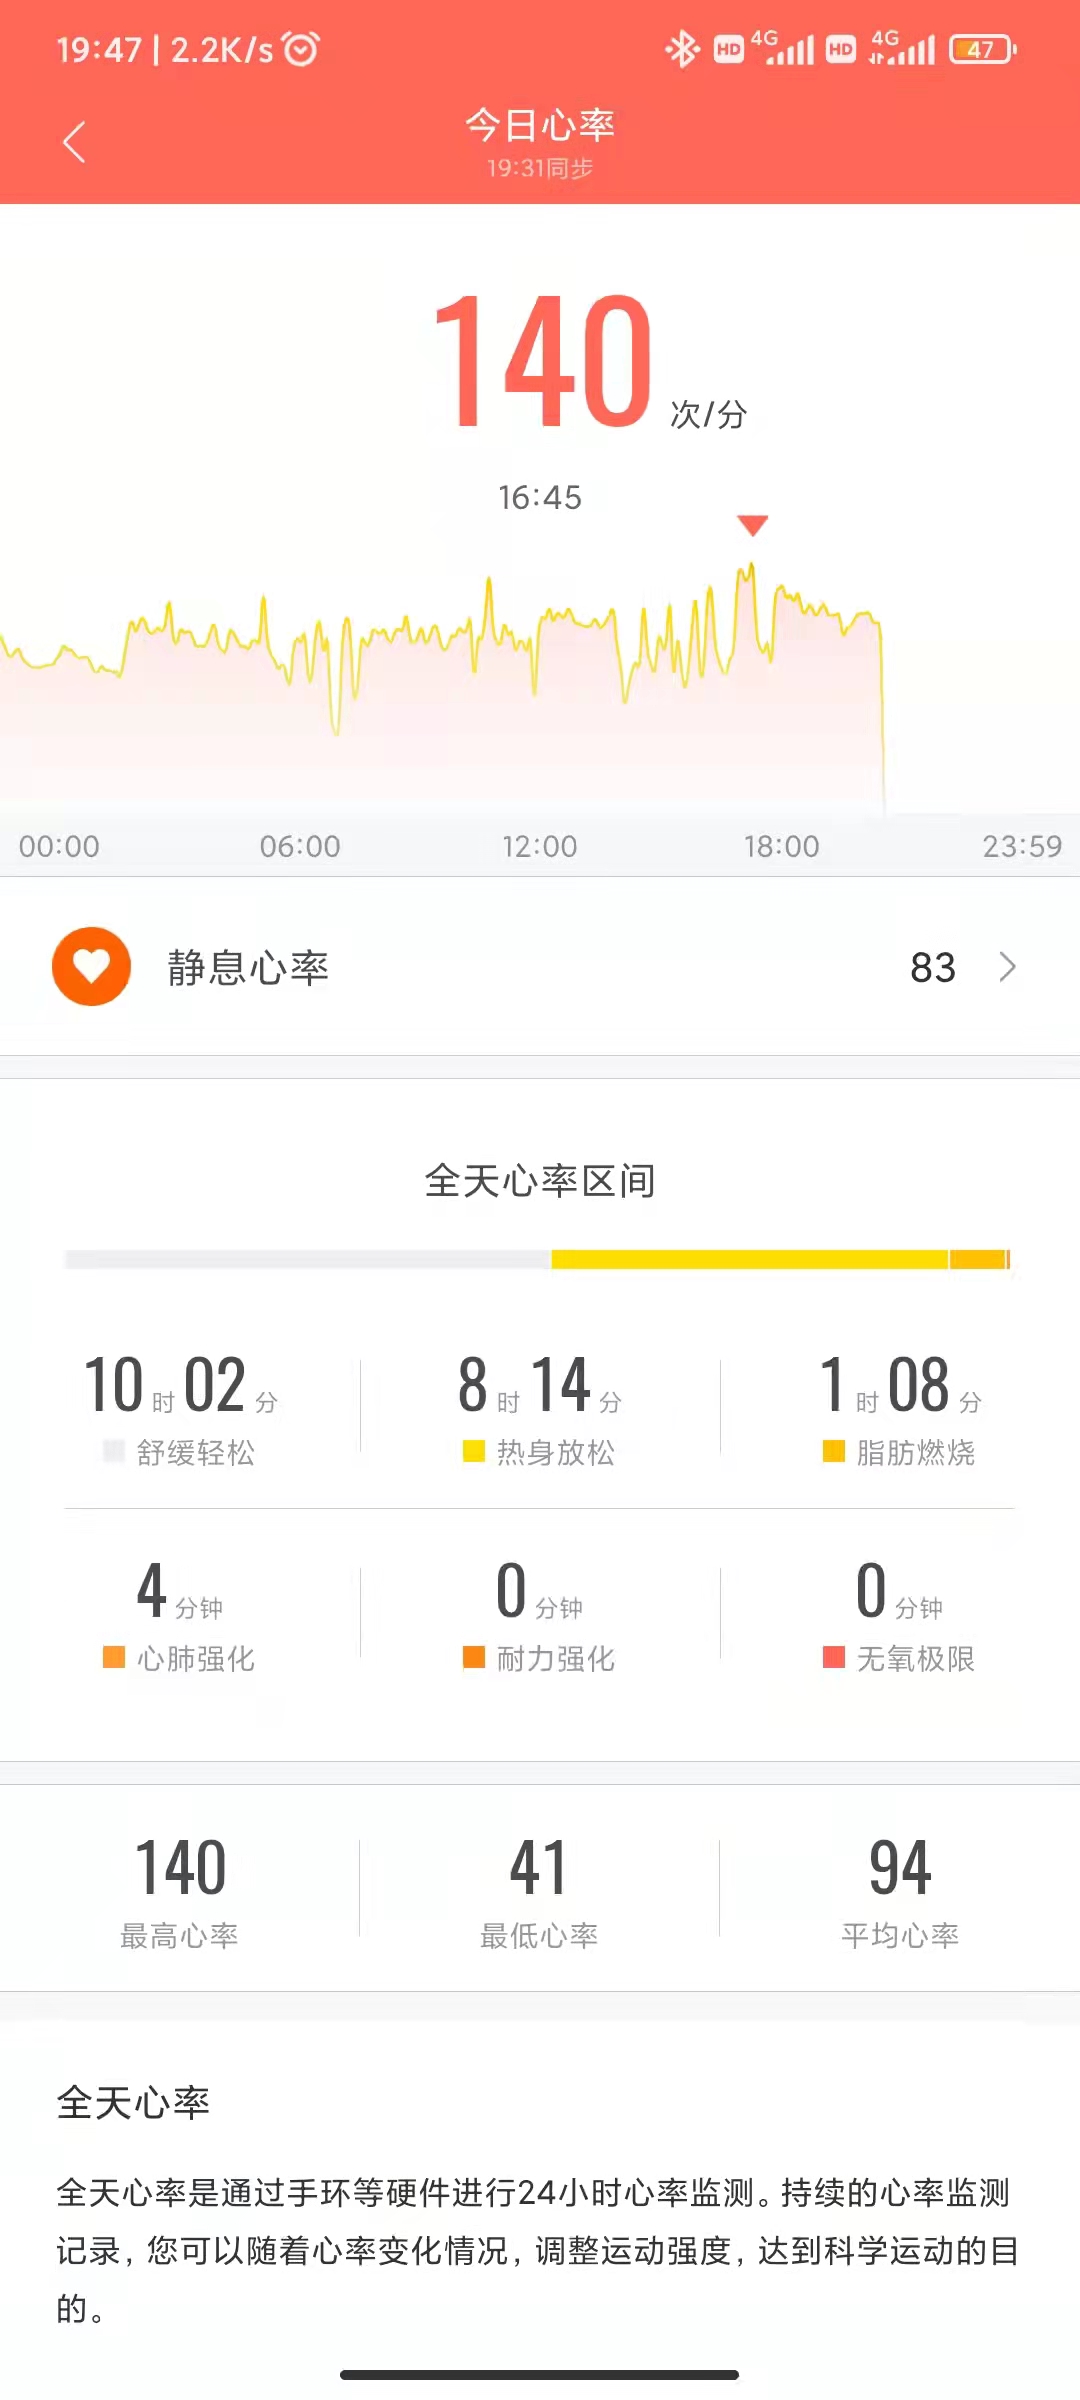 19:47 | 2.2K/s HD 4G HD 4G 47
今日心率
19:31同步
140 次/分
16:45
00:00 06:00 12:00 18:00 23:59
静息心率 83
全天心率区间
10时02分 8时14分 1时08分
舒缓轻松 热身放松 脂肪燃烧
4分钟 0分钟 0分钟
心肺强化 耐力强化 无氧极限
140 41 94
最高心率 最低心率 平均心率
全天心率
全天心率是通过手环等硬件进行24小时心率监测。持续的心率监测
记录，您可以随着心率变化情况，调整运动强度，达到科学运动的目
的。